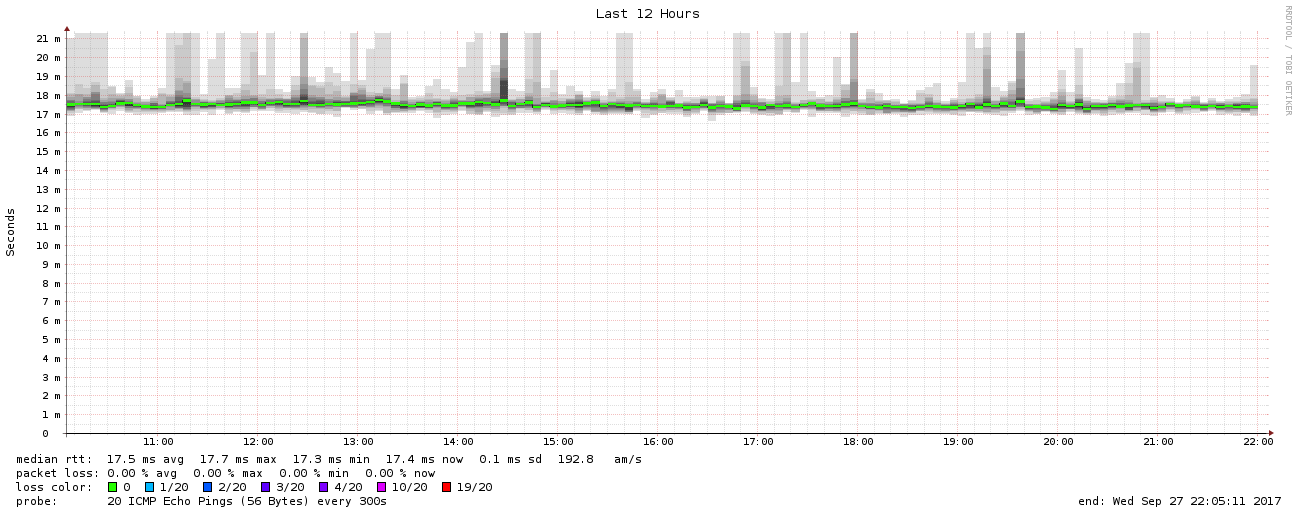 Last 12 Hours
RRDTOOL / TOBI OETIKER
21 m
20 m
19 m
18 m
17 m
16 m
15 m
14 m
13 m
12 m
11 m
10 m
9 m
8 m
7 m
6 m
5 m
4 m
3 m
2 m
1 m
0
Seconds
11:00 12:00 13:00 14:00 15:00 16:00 17:00 18:00 19:00 20:00 21:00 22:00
median rtt: 17.5 ms avg 17.7 ms max 17.3 ms min 17.4 ms now 0.1 ms sd 192.8 am/s
packet loss: 0.00 % avg 0.00 % max 0.00 % min 0.00 % now
loss color: 0 1/20 2/20 3/20 4/20 10/20 19/20
probe: 20 ICMP Echo Pings (56 Bytes) every 300s end: Wed Sep 27 22:05:11 2017